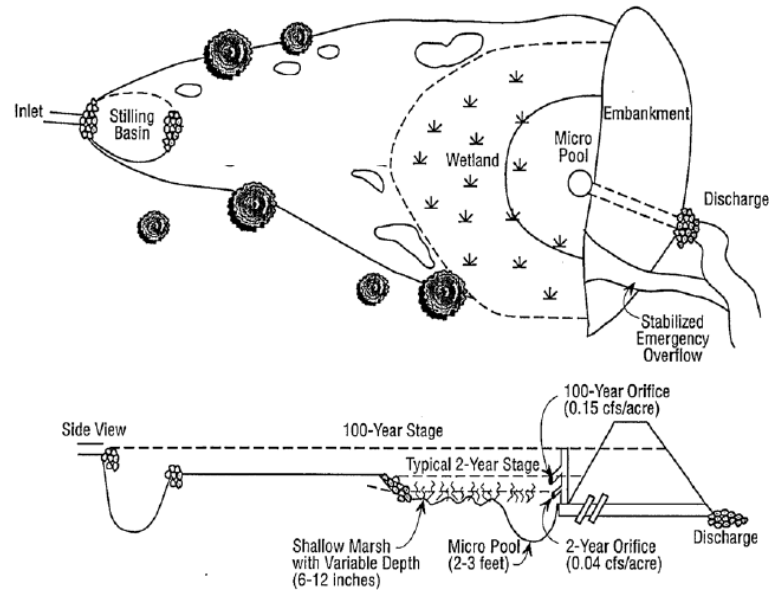 Inlet
Stilling
Basin
Wetland
Micro
Pool
Embankment
Discharge
Stabilized
Emergency
Overflow
100-Year Orifice
(0.15 cfs/acre)
Side View
100-Year Stage
Typical 2-Year Stage
Shallow Marsh
with Variable Depth
(6-12 inches)
Micro Pool
(2-3 feet)
2-Year Orifice
(0.04 cfs/acre)
Discharge